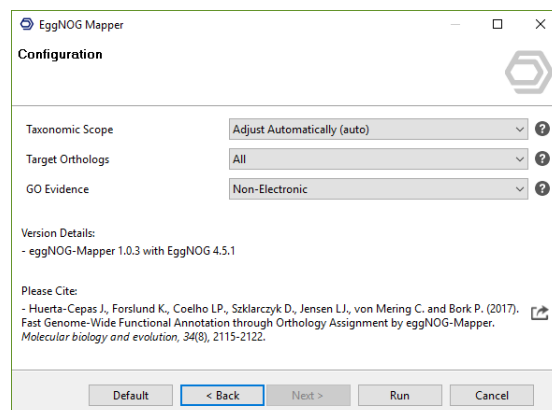 EggNOG Mapper
Configuration
Taxonomic Scope
Adjust Automatically (auto)
Target Orthologs
All
GO Evidence
Non-Electronic
Version Details:
- eggNOG-Mapper 1.0.3 with EggNOG 4.5.1
Please Cite:
- Huerta-Cepas J., Forslund K., Coelho LP., Szklarczyk D., Jensen LJ., von Mering C. and Bork P. (2017).
Fast Genome-Wide Functional Annotation through Orthology Assignment by eggNOG-Mapper.
Molecular biology and evolution, 34(8), 2115-2122.
Default
< Back
Next >
Run
Cancel